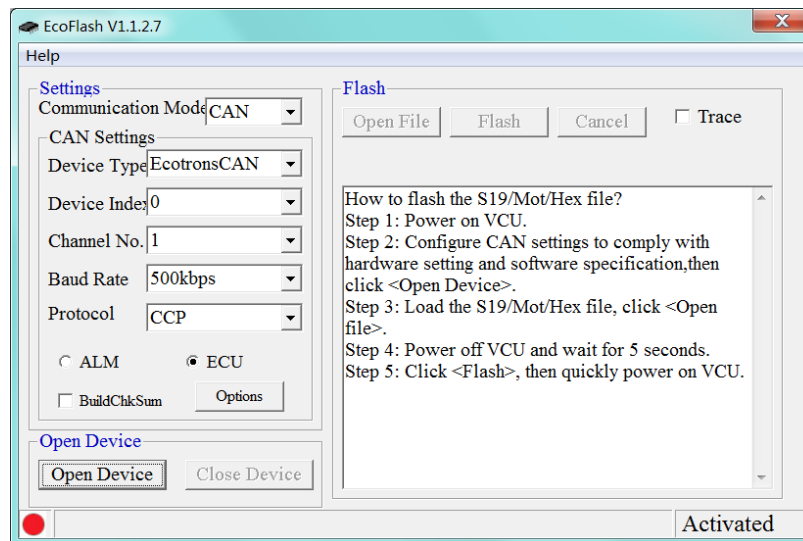 EcoFlash V1.1.2.7
Help
Settings
Communication Mode CAN
CAN Settings
Device Type EcotronsCAN
Device Index 0
Channel No. 1
Baud Rate 500kbps
Protocol CCP
ALM ECU
BuildChkSum Options
Open Device
Open Device Close Device
Flash
Open File Flash Cancel Trace
How to flash the S19/Mot/Hex file?
Step 1: Power on VCU.
Step 2: Configure CAN settings to comply with
hardware setting and software specification,then
click <Open Device>.
Step 3: Load the S19/Mot/Hex file, click <Open
file>.
Step 4: Power off VCU and wait for 5 seconds.
Step 5: Click <Flash>, then quickly power on VCU.
Activated